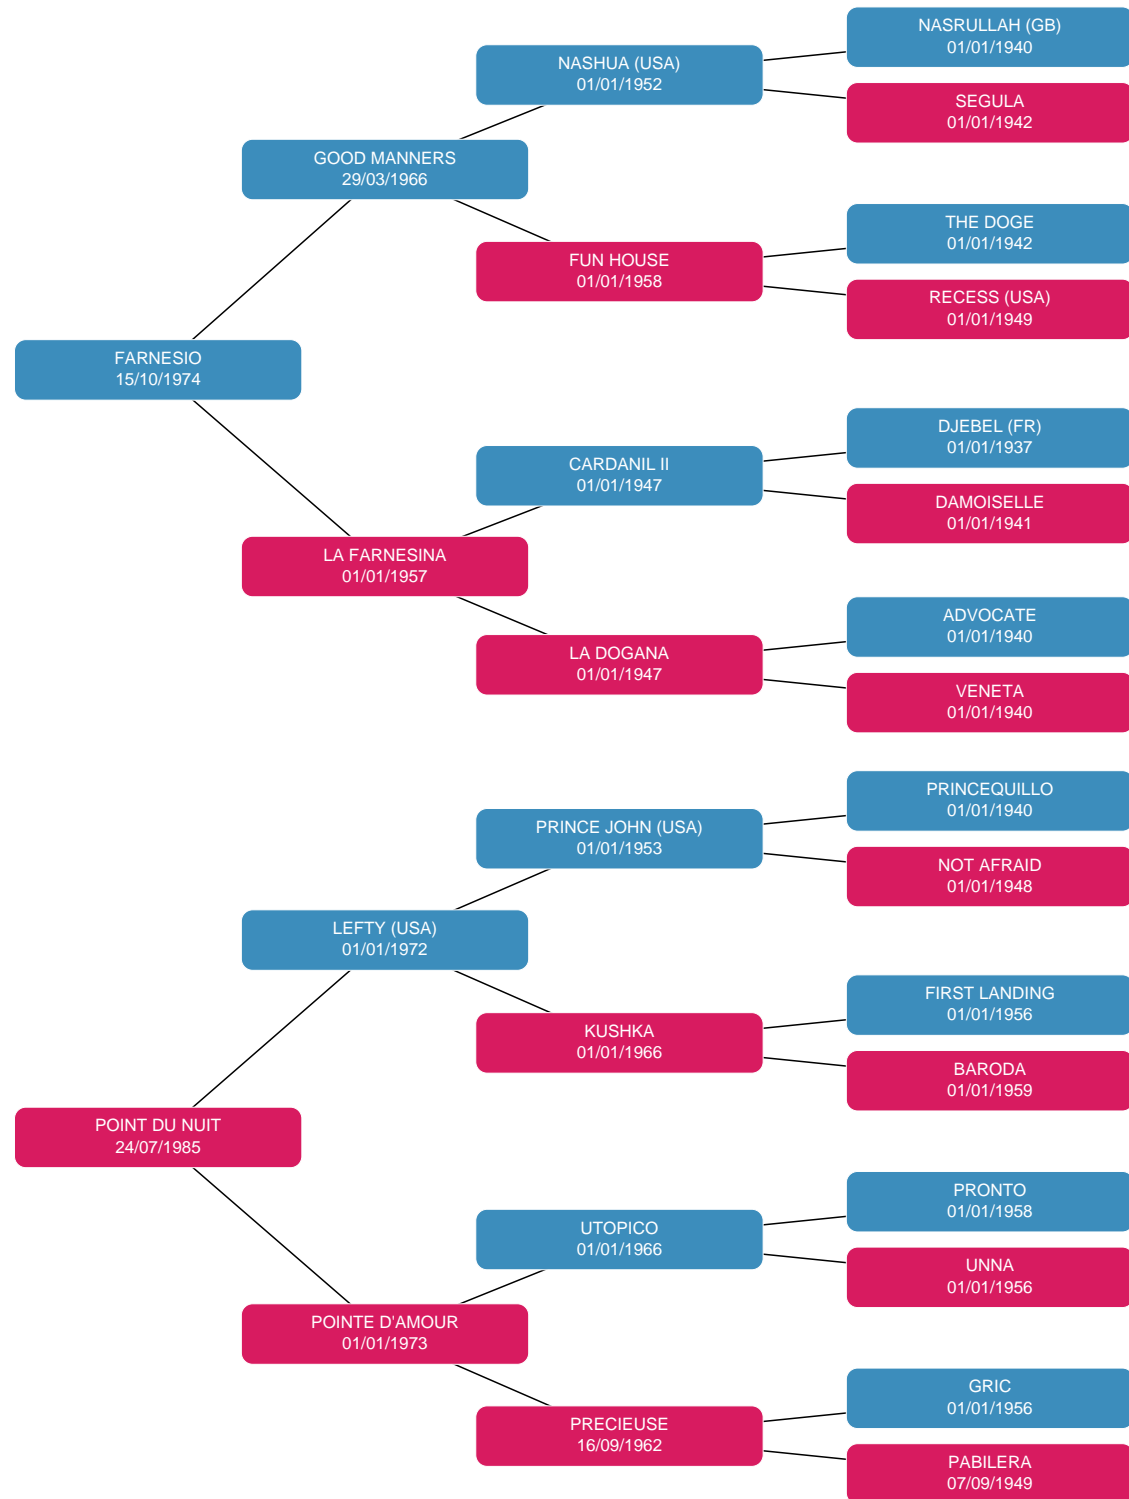 NASRULLAH (GB)
01/01/1940
NASHUA (USA)
01/01/1952
SEGULA
01/01/1942
GOOD MANNERS
29/03/1966
THE DOGE
01/01/1942
FUN HOUSE
01/01/1958
RECESS (USA)
01/01/1949
FARNESIO
15/10/1974
DJEBEL (FR)
01/01/1937
CARDANIL II
01/01/1947
DAMOISELLE
01/01/1941
LA FARNESINA
01/01/1957
ADVOCATE
01/01/1940
LA DOGANA
01/01/1947
VENETA
01/01/1940
PRINCEQUILLO
01/01/1940
PRINCE JOHN (USA)
01/01/1953
NOT AFRAID
01/01/1948
LEFTY (USA)
01/01/1972
FIRST LANDING
01/01/1956
KUSHKA
01/01/1966
BARODA
01/01/1959
POINT DU NUIT
24/07/1985
PRONTO
01/01/1958
UTOPICO
01/01/1966
UNNA
01/01/1956
POINTE D'AMOUR
01/01/1973
GRIC
01/01/1956
PRECIEUSE
16/09/1962
PABILERA
07/09/1949